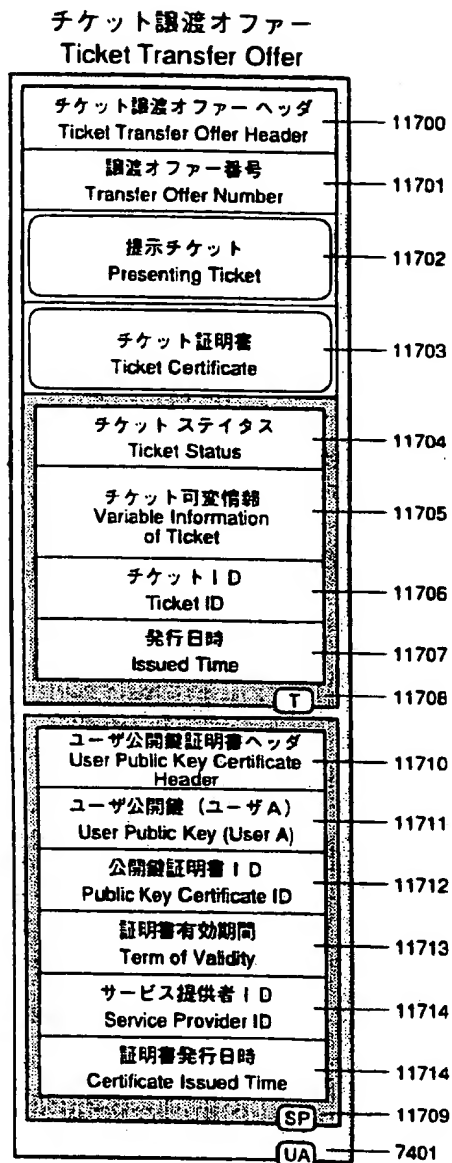 チケット譲渡オファー
Ticket Transfer Offer
チケット譲渡オファー ヘッダ
Ticket Transfer Offer Header
11700
譲渡オファー番号
Transfer Offer Number
11701
提示チケット
Presenting Ticket
11702
チケット証明書
Ticket Certificate
11703
チケット ステイタス
Ticket Status
11704
チケット可変情報
Variable Information
of Ticket
11705
チケットID
Ticket ID
11706
発行日時
Issued Time
11707
T
11708
ユーザ公開鍵証明書ヘッダ
User Public Key Certificate
Header
11710
ユーザ公開鍵 (ユーザA)
User Public Key (User A)
11711
公開鍵証明書ID
Public Key Certificate ID
11712
証明書有効期間
Term of Validity
11713
サービス提供者ID
Service Provider ID
11714
証明書発行日時
Certificate Issued Time
11714
SP
11709
UA
7401